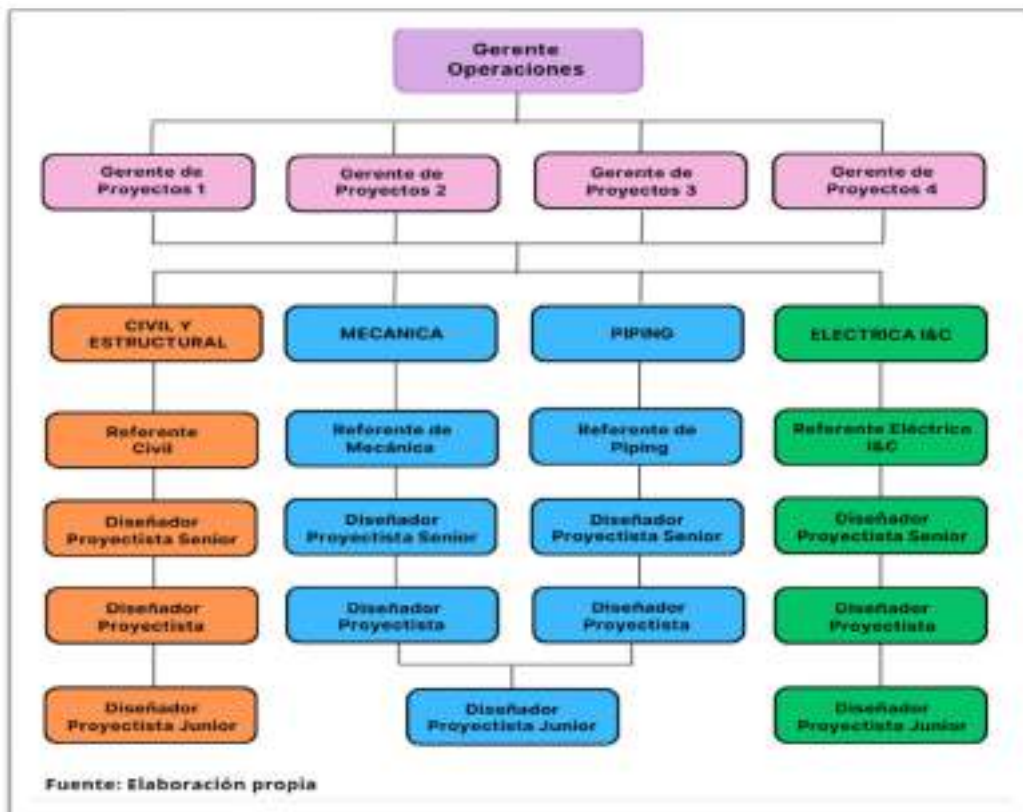 Gerente
Operaciones
Gerente de
Proyectos 1
Gerente de
Proyectos 2
Gerente de
Proyectos 3
Gerente de
Proyectos 4
CIVIL Y
ESTRUCTURAL
MECANICA
PIPING
ELECTRICA I&C
Referente
Civil
Referente de
Mecánica
Referente de
Piping
Referente Eléctrico
I&C
Diseñador
Proyectista Senior
Diseñador
Proyectista Senior
Diseñador
Proyectista Senior
Diseñador
Proyectista Senior
Diseñador
Proyectista
Diseñador
Proyectista
Diseñador
Proyectista
Diseñador
Proyectista
Diseñador
Proyectista Junior
Diseñador
Proyectista Junior
Diseñador
Proyectista Junior
Fuente: Elaboración propia